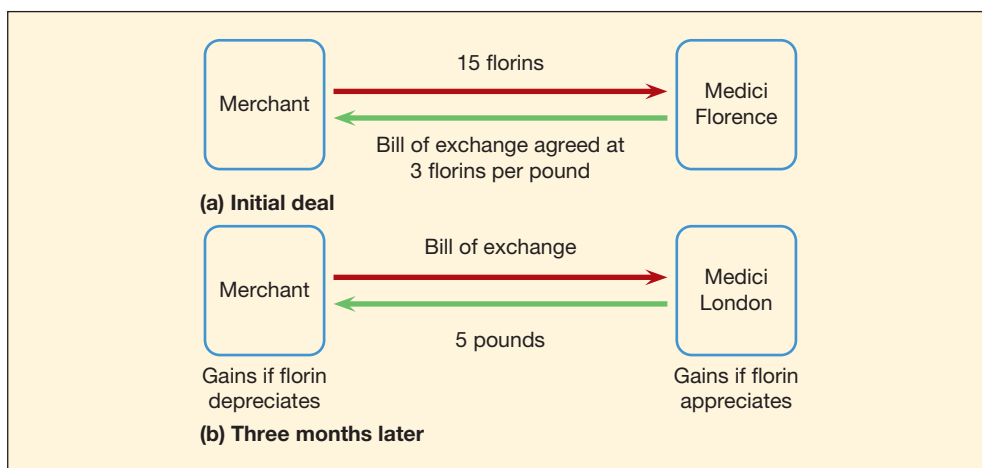 15 florins
Merchant
Medici
Florence
Bill of exchange agreed at
3 florins per pound
(a) Initial deal
Bill of exchange
Merchant
Medici
London
5 pounds
Gains if florin
depreciates
Gains if florin
appreciates
(b) Three months later